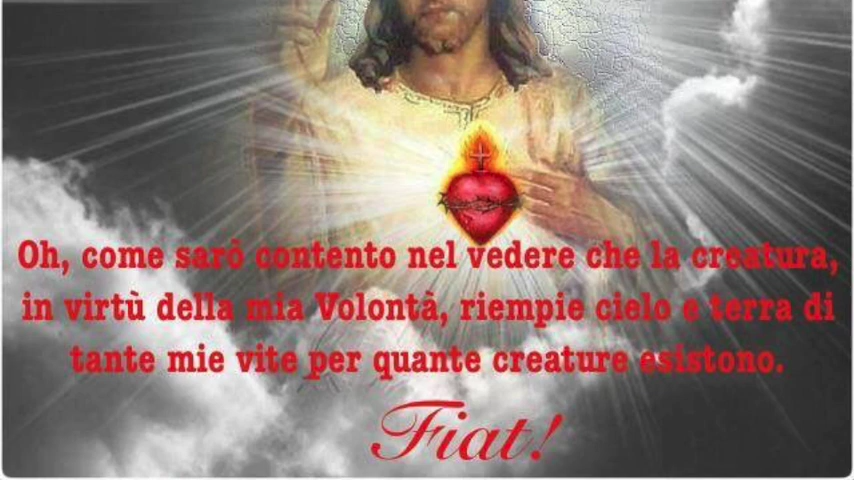 Oh, come sarò contento nel vedere che la creatura,
in virtù della mia Volontà, riempie cielo e terra di
tante mie vite per quante creature esistono.
Fiat!